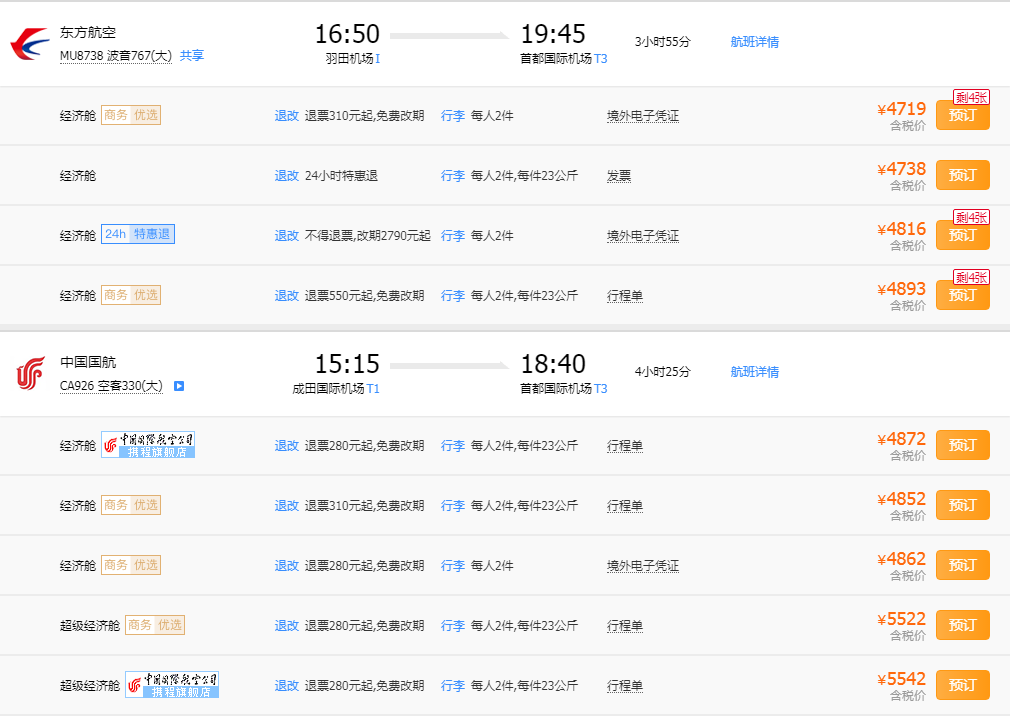 东方航空
MU8738 波音767(大) 共享
16:50 19:45
羽田机场I 首都国际机场T3
3小时55分 航班详情
剩4张
经济舱 商务 优选 退改 退票310元起,免费改期 行李 每人2件 境外电子凭证 ¥4719 预订
含税价
经济舱 退改 24小时特惠退 行李 每人2件,每件23公斤 发票 ¥4738 预订
含税价
剩4张
经济舱 24h 特惠退 退改 不得退票,改期2790元起 行李 每人2件 境外电子凭证 ¥4816 预订
含税价
剩4张
经济舱 商务 优选 退改 退票550元起,免费改期 行李 每人2件,每件23公斤 行程单 ¥4893 预订
含税价
中国国航
CA926 空客330(大)
15:15 18:40
成田国际机场T1 首都国际机场T3
4小时25分 航班详情
经济舱 中国国际航空公司 携程旗舰店 退改 退票280元起,免费改期 行李 每人2件,每件23公斤 行程单 ¥4872 预订
含税价
经济舱 商务 优选 退改 退票310元起,免费改期 行李 每人2件,每件23公斤 行程单 ¥4852 预订
含税价
经济舱 商务 优选 退改 退票280元起,免费改期 行李 每人2件 境外电子凭证 ¥4862 预订
含税价
超级经济舱 商务 优选 退改 退票280元起,免费改期 行李 每人2件,每件23公斤 行程单 ¥5522 预订
含税价
超级经济舱 中国国际航空公司 携程旗舰店 退改 退票280元起,免费改期 行李 每人2件,每件23公斤 行程单 ¥5542 预订
含税价